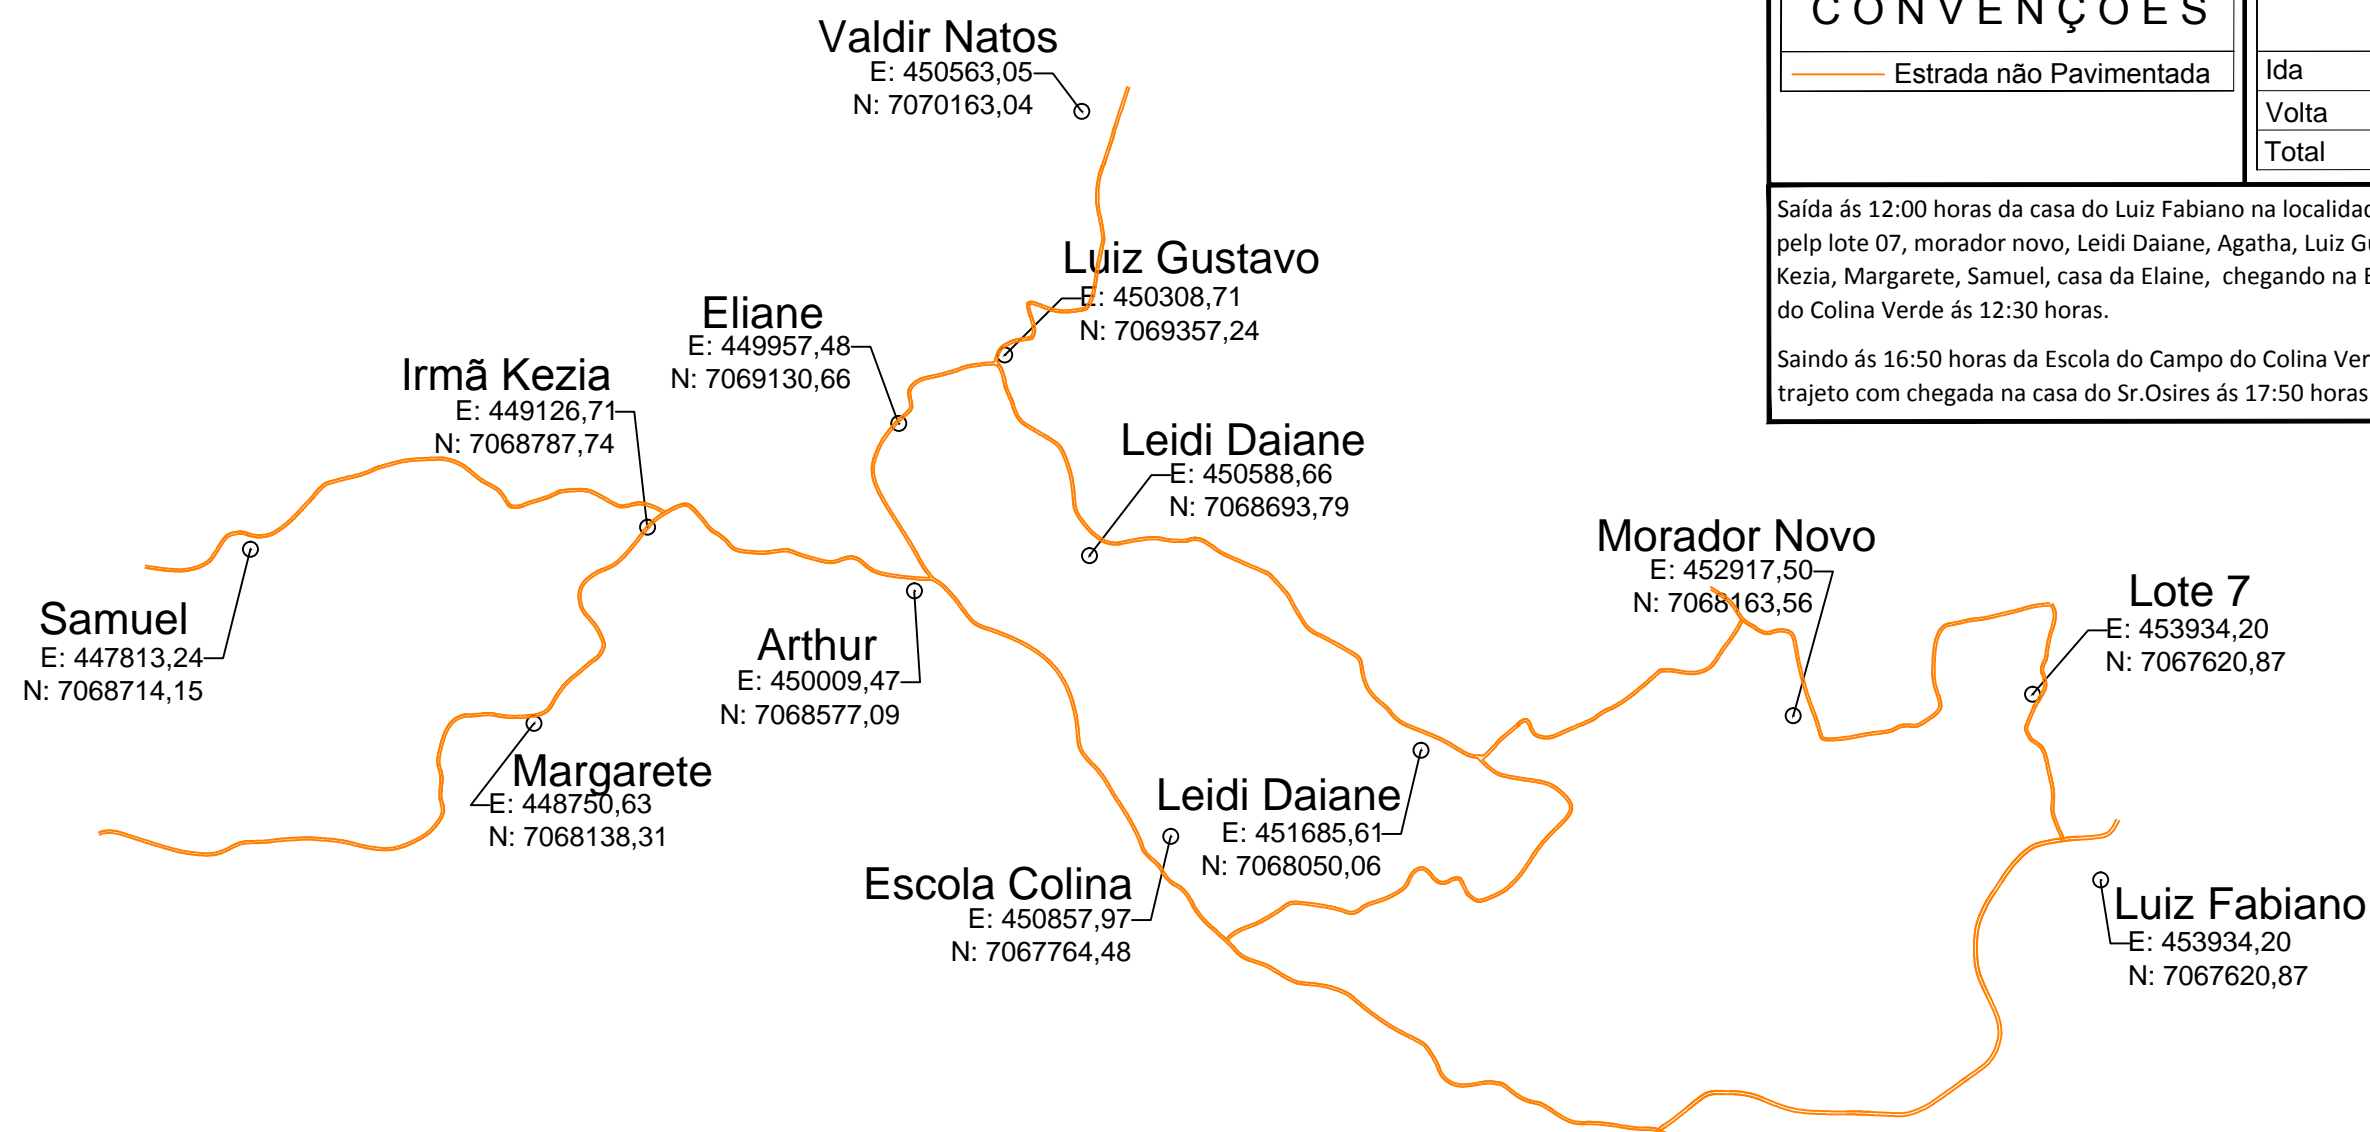 Valdir Natos
E: 450563,05
N: 7070163,04
Luiz Gustavo
E: 450308,71
N: 7069357,24
Eliane
E: 449957,48
N: 7069130,66
Irmã Kezia
E: 449126,71
N: 7068787,74
Leidi Daiane
E: 450588,66
N: 7068693,79
Morador Novo
E: 452917,50
N: 7068163,56
Lote 7
E: 453934,20
N: 7067620,87
Samuel
E: 447813,24
N: 7068714,15
Arthur
E: 450009,47
N: 7068577,09
Margarete
E: 448750,63
N: 7068138,31
Leidi Daiane
E: 451685,61
N: 7068050,06
Escola Colina
E: 450857,97
N: 7067764,48
Luiz Fabiano
E: 453934,20
N: 7067620,87
CONVENÇÕES
Estrada não Pavimentada
Ida
Volta
Total
Saída ás 12:00 horas da casa do Luiz Fabiano na
pelp lote 07, morador novo, Leidi Daiane, Agatha, Luiz
Kezia, Margarete, Samuel, casa da Elaine, chegando na
do Colina Verde ás 12:30 horas.
Saindo ás 16:50 horas da Escola do Campo do Colina
trajeto com chegada na casa do Sr.Osires ás 17:50 horas